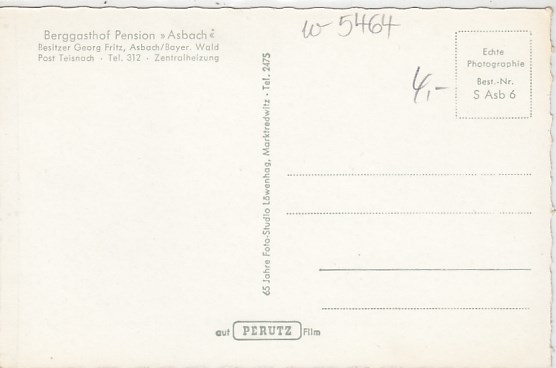 Berggasthof Pension »Asbach«
Besitzer Georg Fritz, Asbach/Bayer. Wald
Post Teisnach - Tel. 312 - Zentralheizung
w 5464
4,-
Echte
Photographie
Best.-Nr.
S Asb 6
65 Jahre Foto-Studio Löwenhag, Marktredwitz · Tel. 2475
auf PERUTZ Film